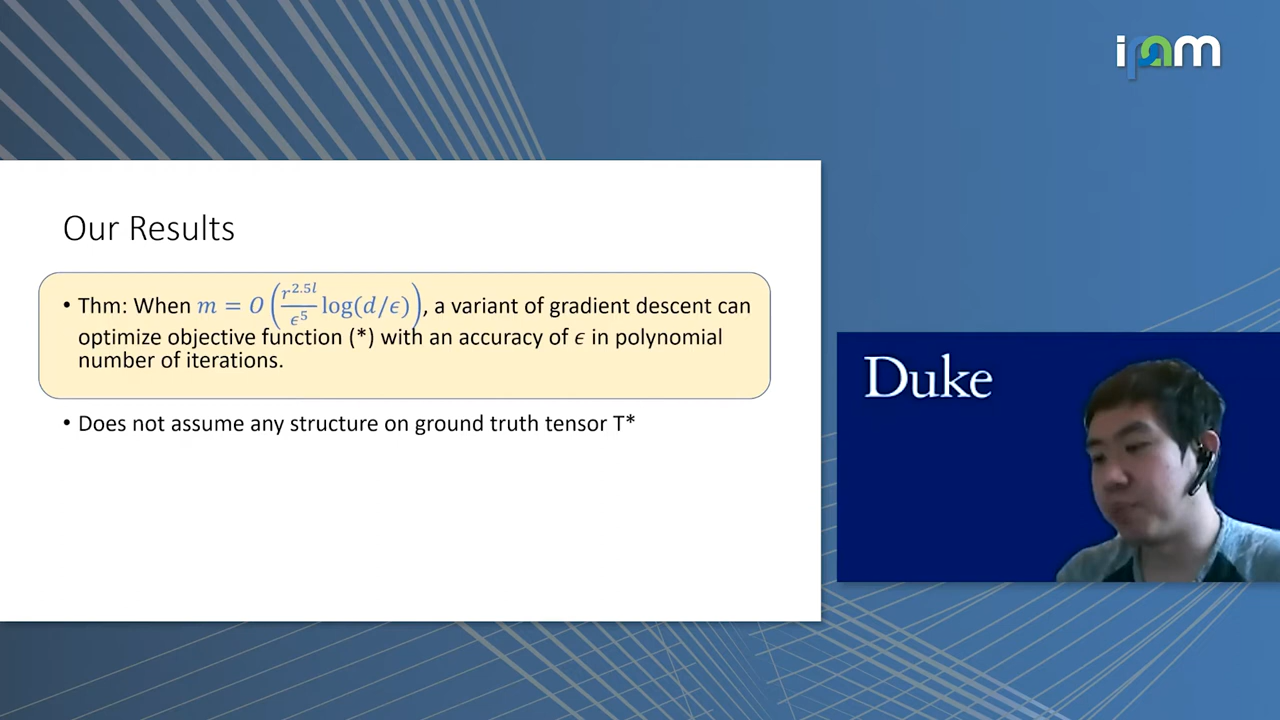 ipam
Our Results
• Thm: When m = O(r^{2.5l}/ϵ^5 log(d/ϵ)), a variant of gradient descent can
optimize objective function (*) with an accuracy of ϵ in polynomial
number of iterations.
• Does not assume any structure on ground truth tensor T*
Duke